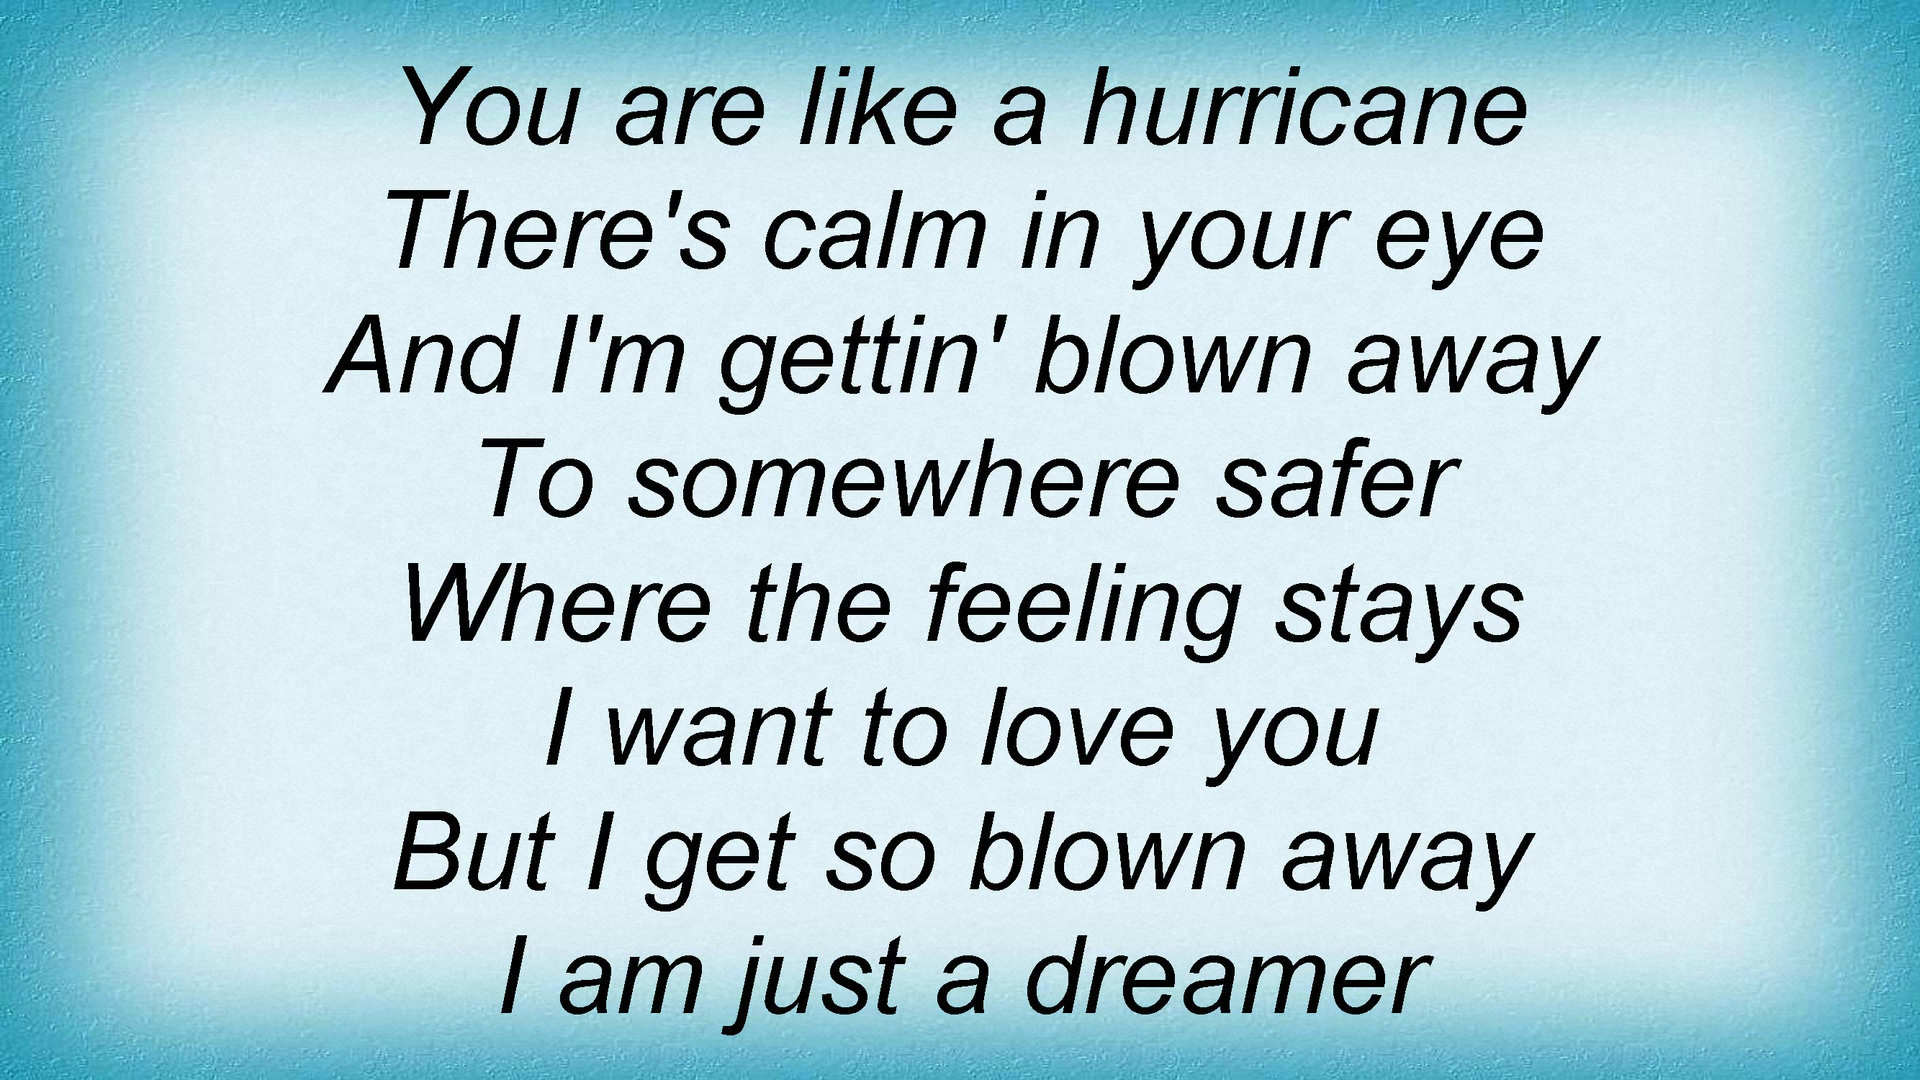 You are like a hurricane
There's calm in your eye
And I'm gettin' blown away
To somewhere safer
Where the feeling stays
I want to love you
But I get so blown away
I am just a dreamer